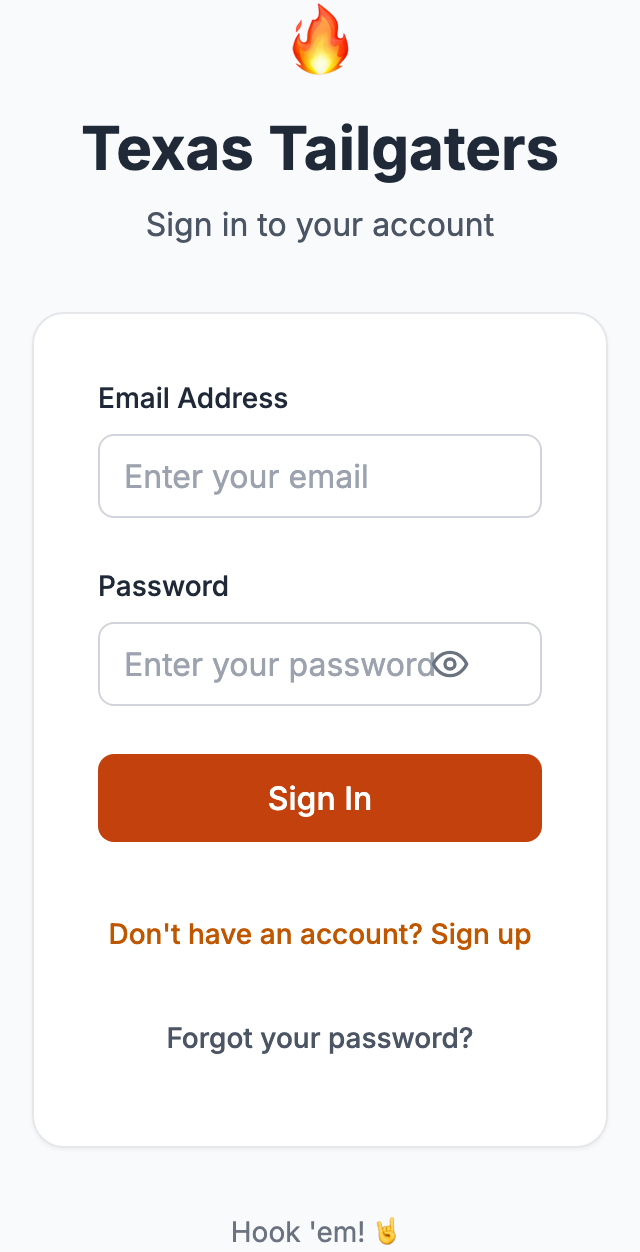 Texas Tailgaters
Sign in to your account
Email Address
Enter your email
Password
Enter your password
Sign In
Don't have an account? Sign up
Forgot your password?
Hook 'em! 🤘